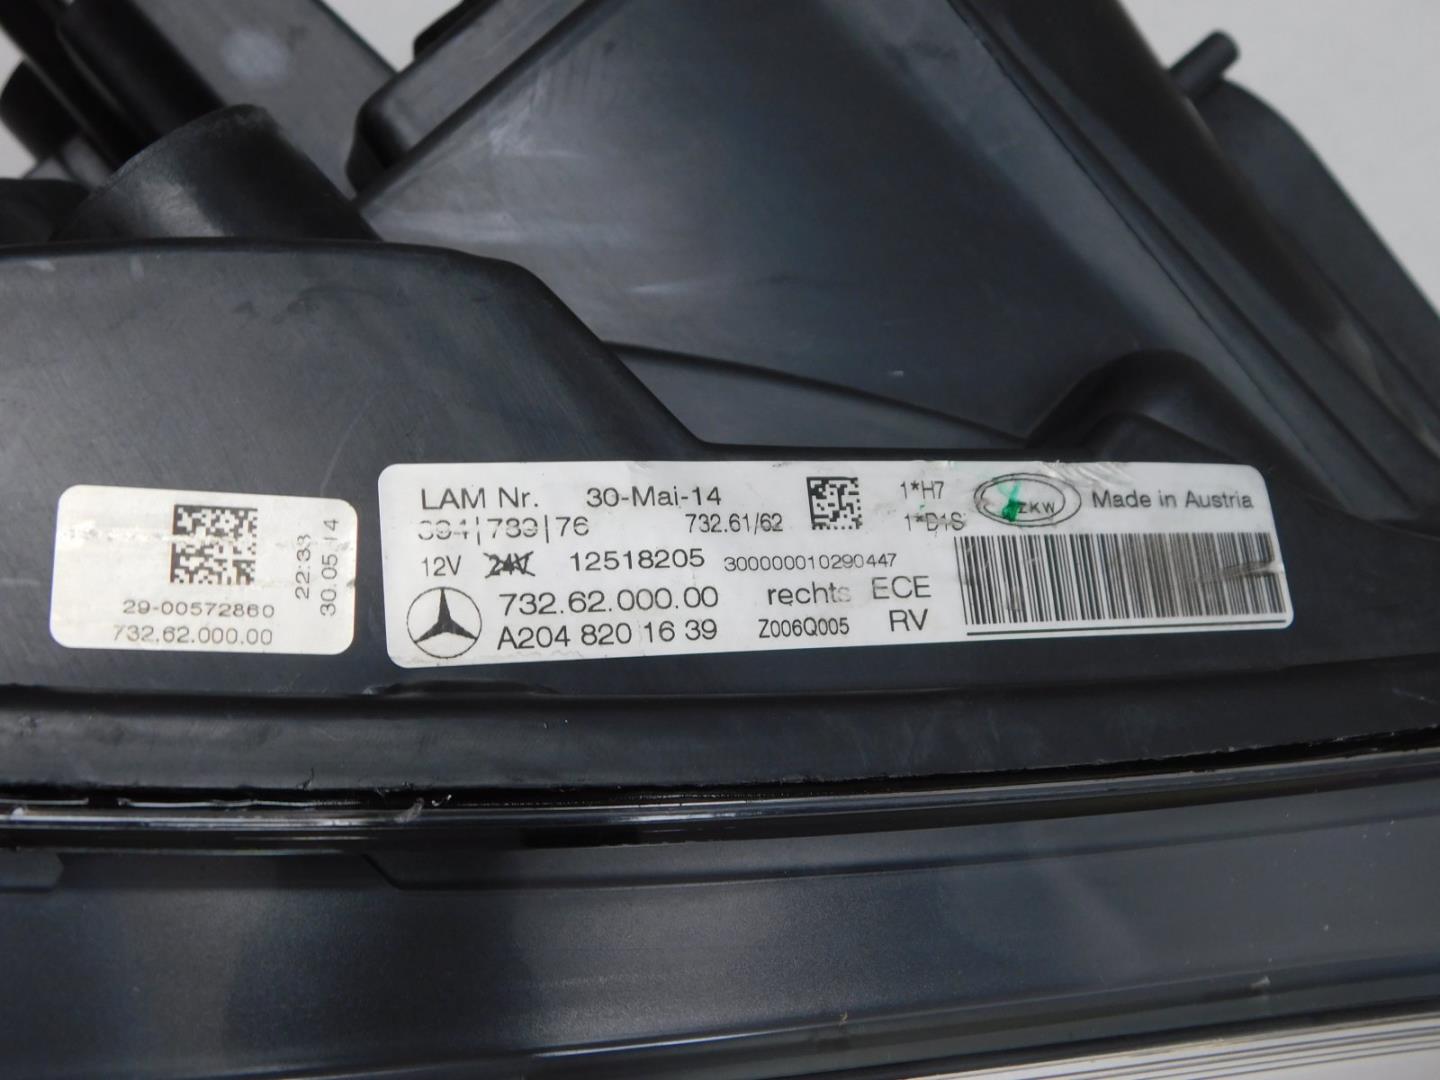 22:33
30.05.14
29-00572860
732.62.000.00
LAM Nr. 30-Mai-14
394|739|76 732.61/62
12V 24V 12518205 300000010290447
732.62.000.00 rechts ECE
A204 820 16 39 Z006Q005 RV
1*H7
1*D1S
ZKW
Made in Austria